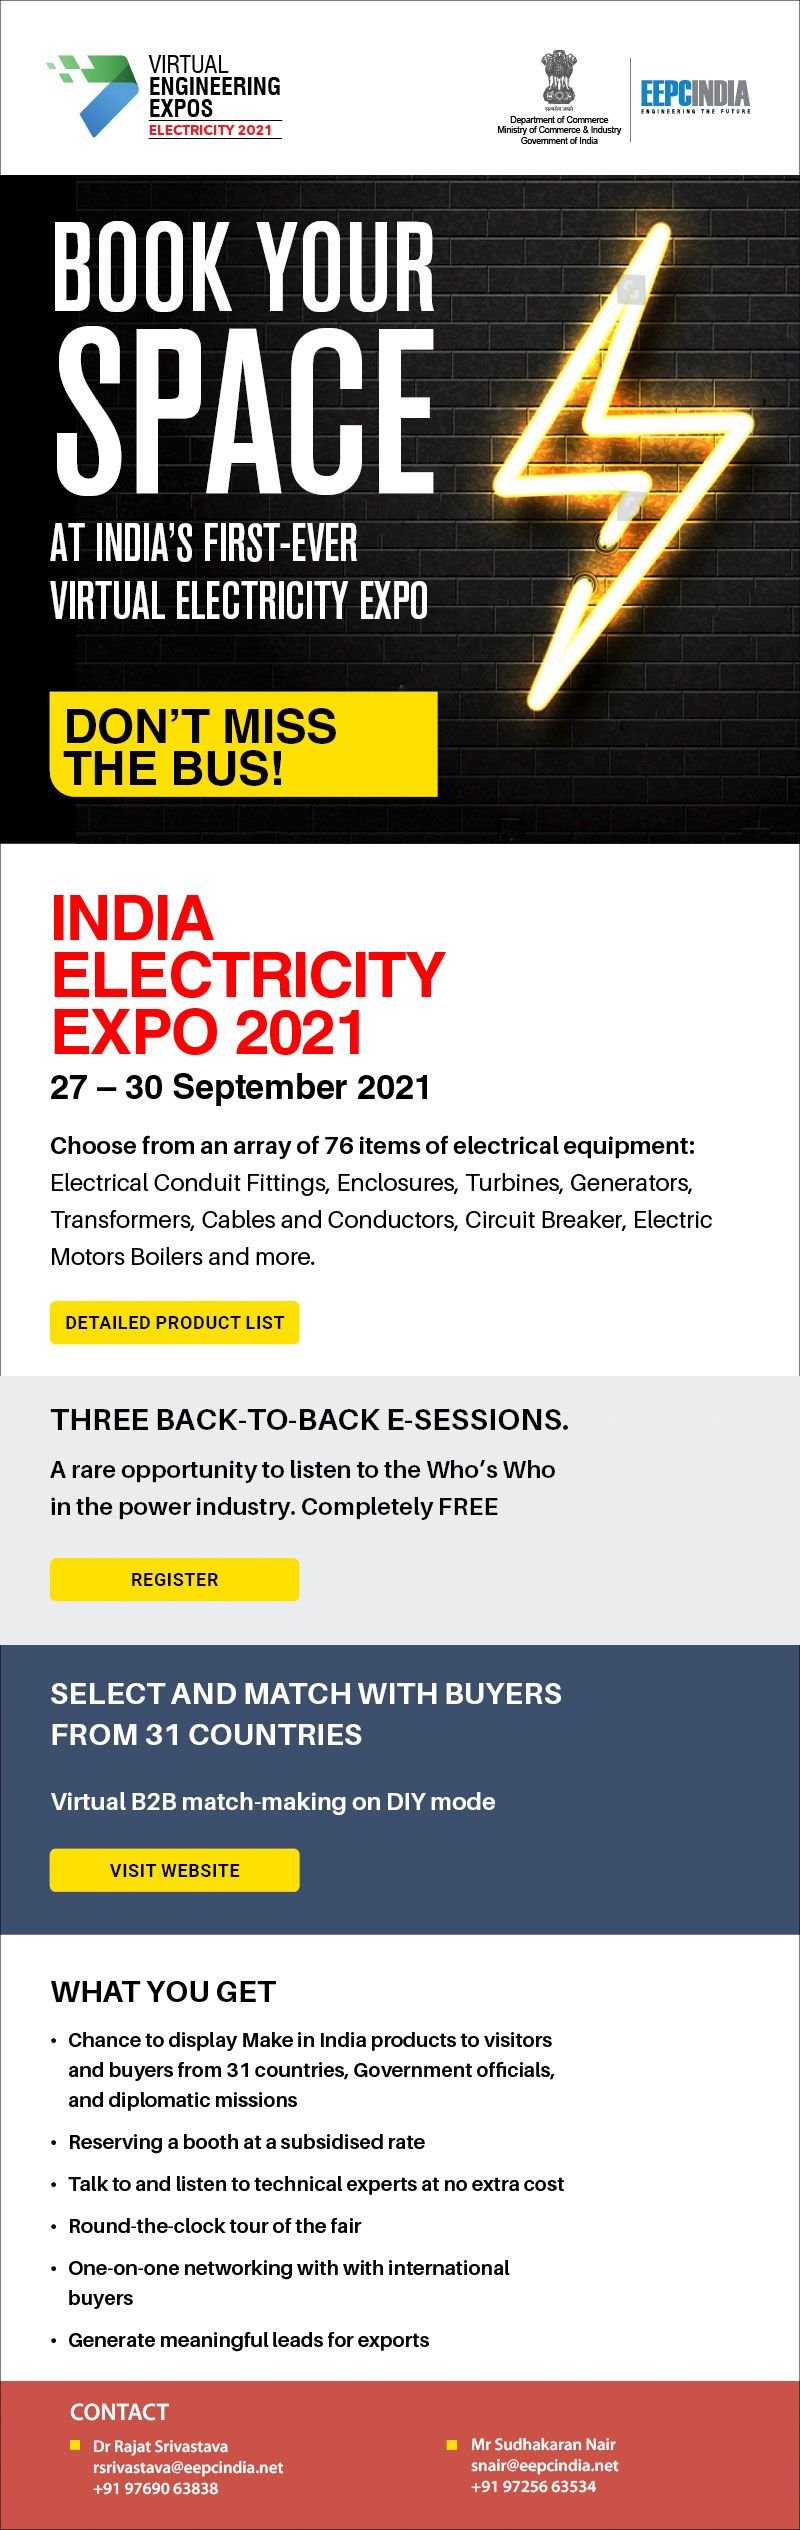 VIRTUAL
ENGINEERING
EXPOS
ELECTRICITY 2021
सत्यमेव जयते
Department of Commerce
Ministry of Commerce & Industry
Government of India
EEPCINDIA
ENGINEERING THE FUTURE
BOOK YOUR
SPACE
AT INDIA’S FIRST-EVER
VIRTUAL ELECTRICITY EXPO
DON’T MISS
THE BUS!
INDIA
ELECTRICITY
EXPO 2021
27 – 30 September 2021
Choose from an array of 76 items of electrical equipment:
Electrical Conduit Fittings, Enclosures, Turbines, Generators,
Transformers, Cables and Conductors, Circuit Breaker, Electric
Motors Boilers and more.
DETAILED PRODUCT LIST
THREE BACK-TO-BACK E-SESSIONS.
A rare opportunity to listen to the Who’s Who
in the power industry. Completely FREE
REGISTER
SELECT AND MATCH WITH BUYERS
FROM 31 COUNTRIES
Virtual B2B match-making on DIY mode
VISIT WEBSITE
WHAT YOU GET
• Chance to display Make in India products to visitors
and buyers from 31 countries, Government officials,
and diplomatic missions
• Reserving a booth at a subsidised rate
• Talk to and listen to technical experts at no extra cost
• Round-the-clock tour of the fair
• One-on-one networking with with international
buyers
• Generate meaningful leads for exports
CONTACT
Dr Rajat Srivastava
rsrivastava@eepcindia.net
+91 97690 63838
Mr Sudhakaran Nair
snair@eepcindia.net
+91 97256 63534